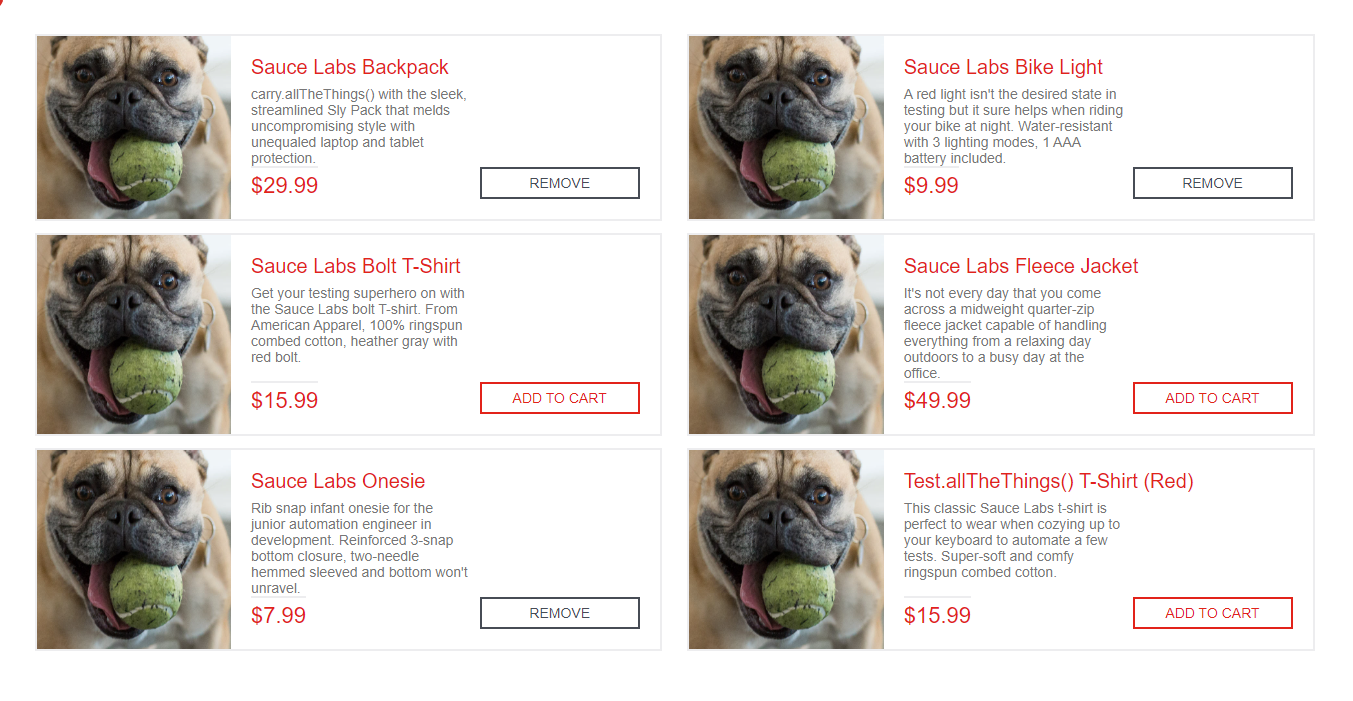 Sauce Labs Backpack
carry.allTheThings() with the sleek,
streamlined Sly Pack that melds
uncompromising style with
unequaled laptop and tablet
protection.
$29.99
REMOVE
Sauce Labs Bike Light
A red light isn't the desired state in
testing but it sure helps when riding
your bike at night. Water-resistant
with 3 lighting modes, 1 AAA
battery included.
$9.99
REMOVE
Sauce Labs Bolt T-Shirt
Get your testing superhero on with
the Sauce Labs bolt T-shirt. From
American Apparel, 100% ringspun
combed cotton, heather gray with
red bolt.
$15.99
ADD TO CART
Sauce Labs Fleece Jacket
It's not every day that you come
across a midweight quarter-zip
fleece jacket capable of handling
everything from a relaxing day
outdoors to a busy day at the
office.
$49.99
ADD TO CART
Sauce Labs Onesie
Rib snap infant onesie for the
junior automation engineer in
development. Reinforced 3-snap
bottom closure, two-needle
hemmed sleeved and bottom won't
unravel.
$7.99
REMOVE
Test.allTheThings() T-Shirt (Red)
This classic Sauce Labs t-shirt is
perfect to wear when cozying up to
your keyboard to automate a few
tests. Super-soft and comfy
ringspun combed cotton.
$15.99
ADD TO CART